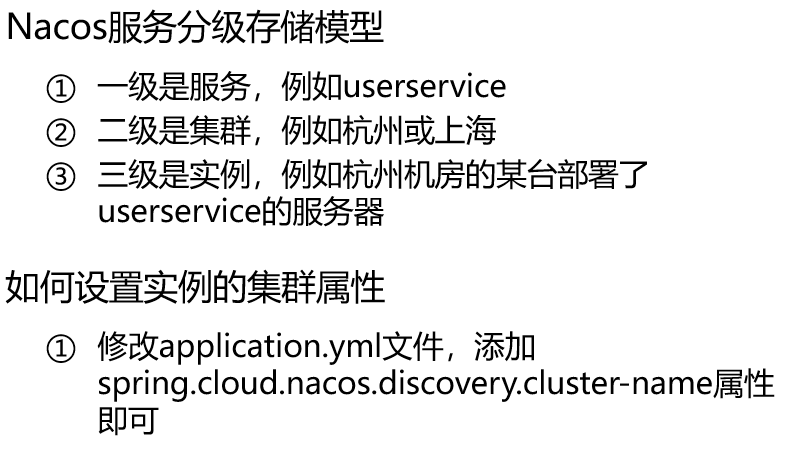 Nacos服务分级存储模型
① 一级是服务，例如userservice
② 二级是集群，例如杭州或上海
③ 三级是实例，例如杭州机房的某台部署了
userservice的服务器
如何设置实例的集群属性
① 修改application.yml文件，添加
spring.cloud.nacos.discovery.cluster-name属性
即可